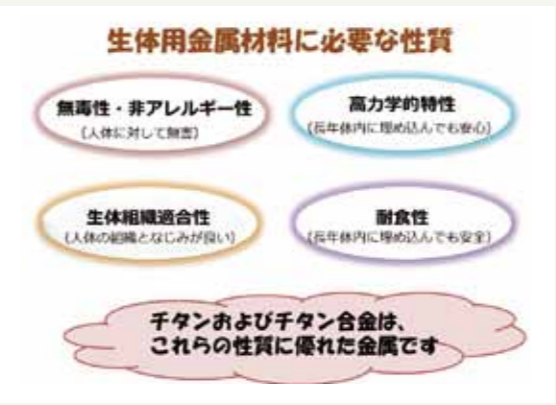 生体用金属材料に必要な性質
無毒性・非アレルギー性
(人体に対して無害)
高力学的特性
(長年体内に埋め込んでも安心)
生体組織適合性
(人体の組織となじみが良い)
耐食性
(長年体内に埋め込んでも安全)
チタンおよびチタン合金は、
これらの性質に優れた金属です